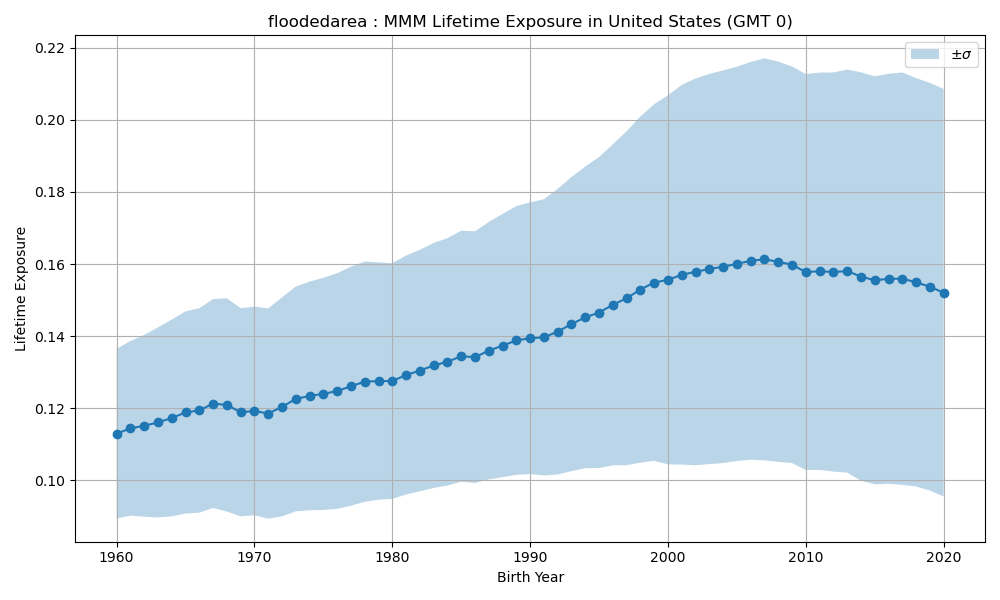 floodedarea : MMM Lifetime Exposure in United States (GMT 0)
±σ
Lifetime Exposure
0.22
0.20
0.18
0.16
0.14
0.12
0.10
1960 1970 1980 1990 2000 2010 2020
Birth Year